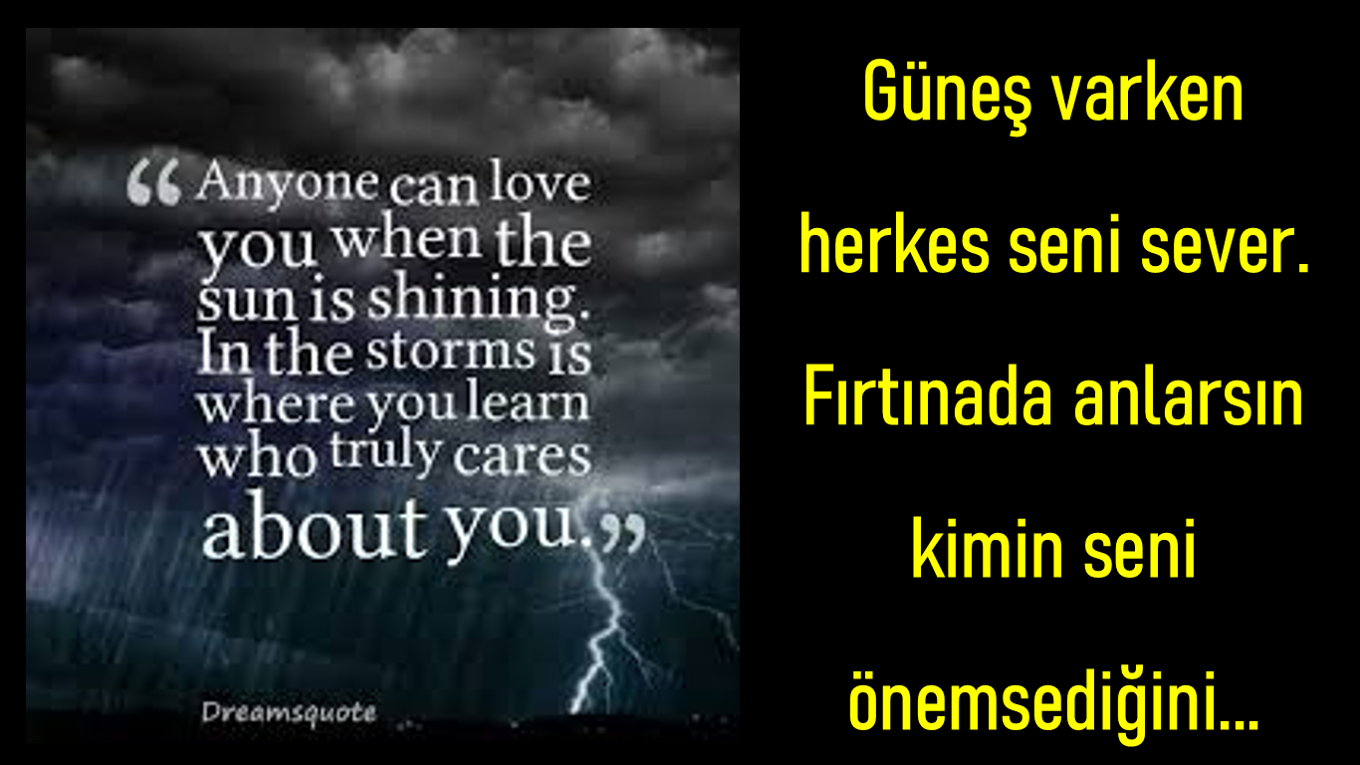 “Anyone can love
you when the
sun is shining.
In the storms is
where you learn
who truly cares
about you.”
Dreamsquote
Güneş varken
herkes seni sever.
Fırtınada anlarsın
kimin seni
önemsediğini...